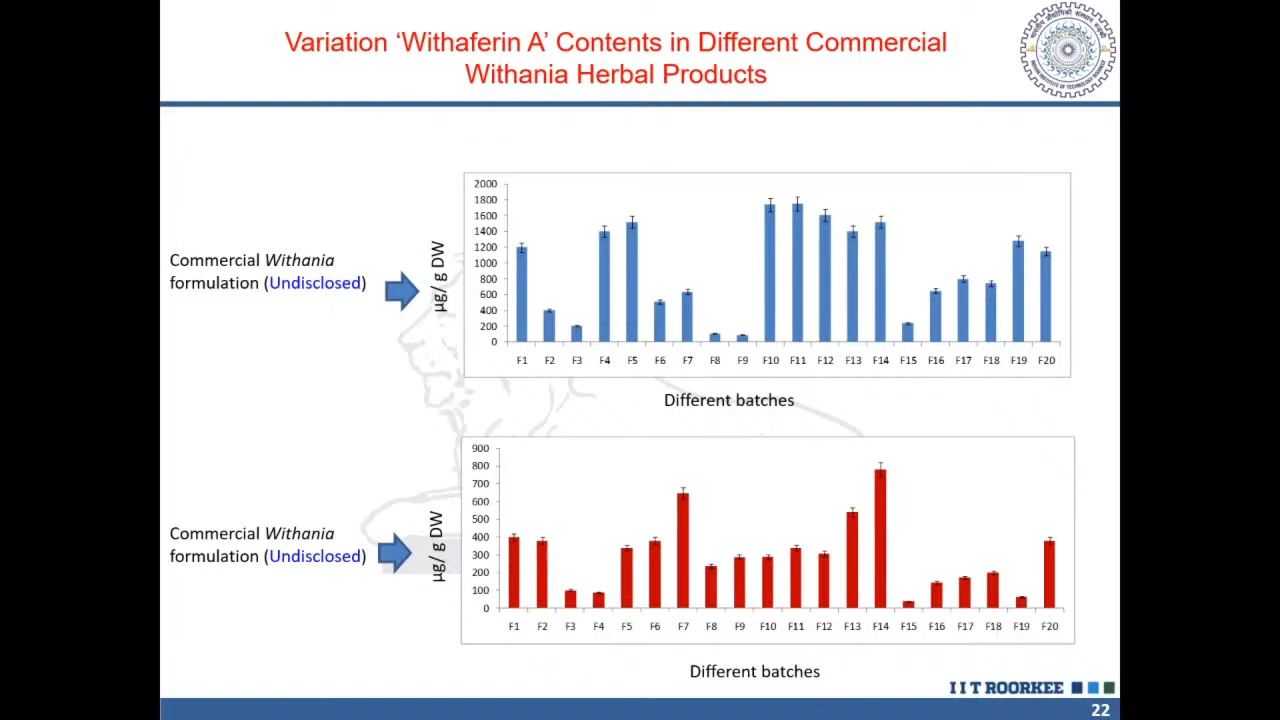 Variation ‘Withaferin A’ Contents in Different Commercial
Withania Herbal Products
Commercial Withania
formulation (Undisclosed)
µg/ g DW
2000
1800
1600
1400
1200
1000
800
600
400
200
0
F1 F2 F3 F4 F5 F6 F7 F8 F9 F10 F11 F12 F13 F14 F15 F16 F17 F18 F19 F20
Different batches
Commercial Withania
formulation (Undisclosed)
µg/ g DW
900
800
700
600
500
400
300
200
100
0
F1 F2 F3 F4 F5 F6 F7 F8 F9 F10 F11 F12 F13 F14 F15 F16 F17 F18 F19 F20
Different batches
I I T ROORKEE
22